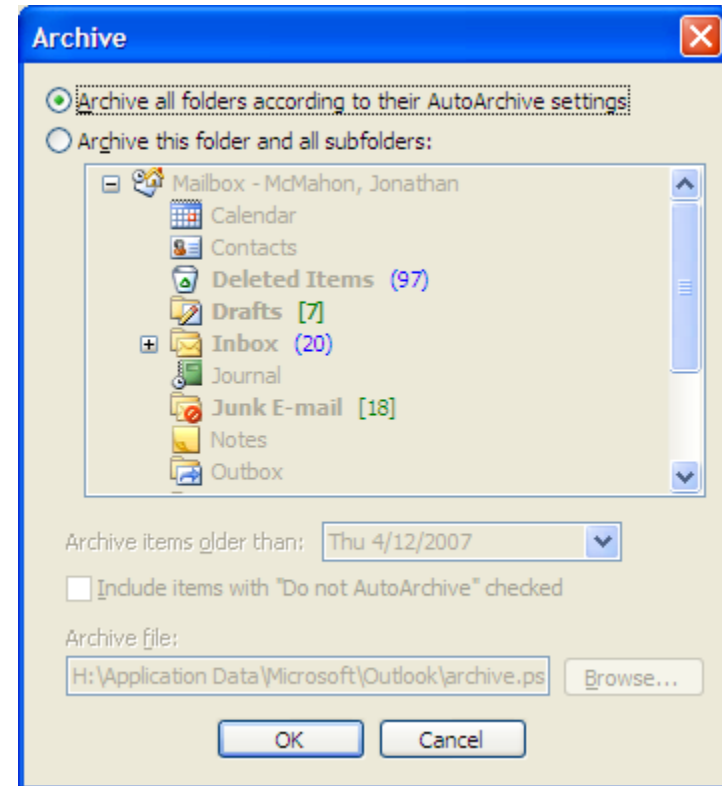 Archive
Archive all folders according to their AutoArchive settings
Archive this folder and all subfolders:
Mailbox - McMahon, Jonathan
Calendar
Contacts
Deleted Items (97)
Drafts [7]
Inbox (20)
Journal
Junk E-mail [18]
Notes
Outbox
Archive items older than: Thu 4/12/2007
Include items with "Do not AutoArchive" checked
Archive file:
H:\Application Data\Microsoft\Outlook\archive.ps Browse...
OK Cancel